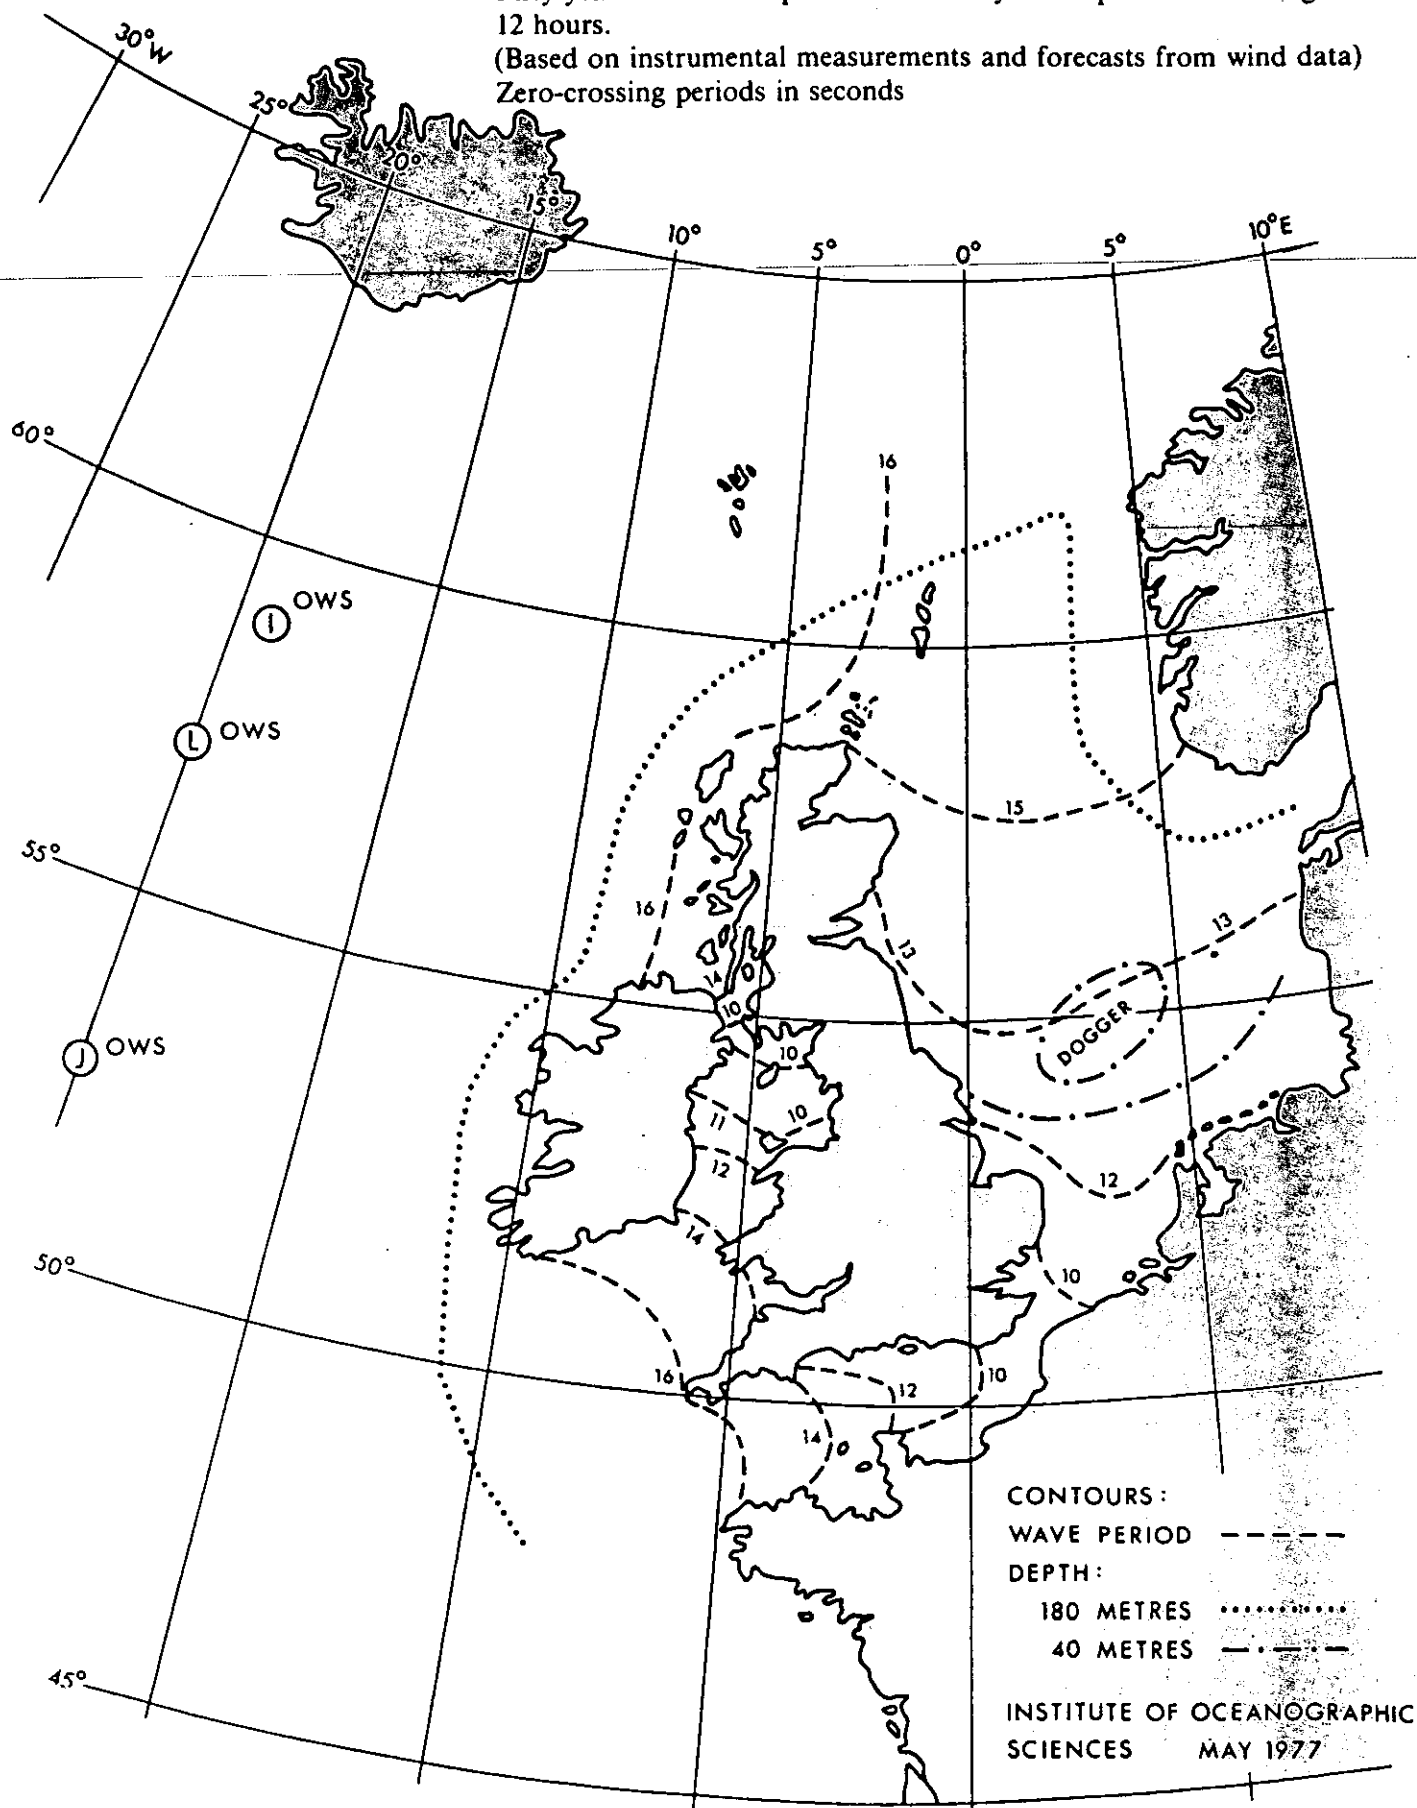 12 hours.
(Based on instrumental measurements and forecasts from wind data)
Zero-crossing periods in seconds
30°W
25°
20°
15°
10°
5°
0°
5°
10°E
60°
16
OWS
I
L OWS
15
55°
16
13
13
14
10
DOGGER
J OWS
10
11
10
12
12
14
50°
10
16
12
10
14
CONTOURS:
WAVE PERIOD
DEPTH:
180 METRES
40 METRES
45°
INSTITUTE OF OCEANOGRAPHIC
SCIENCES MAY 1977